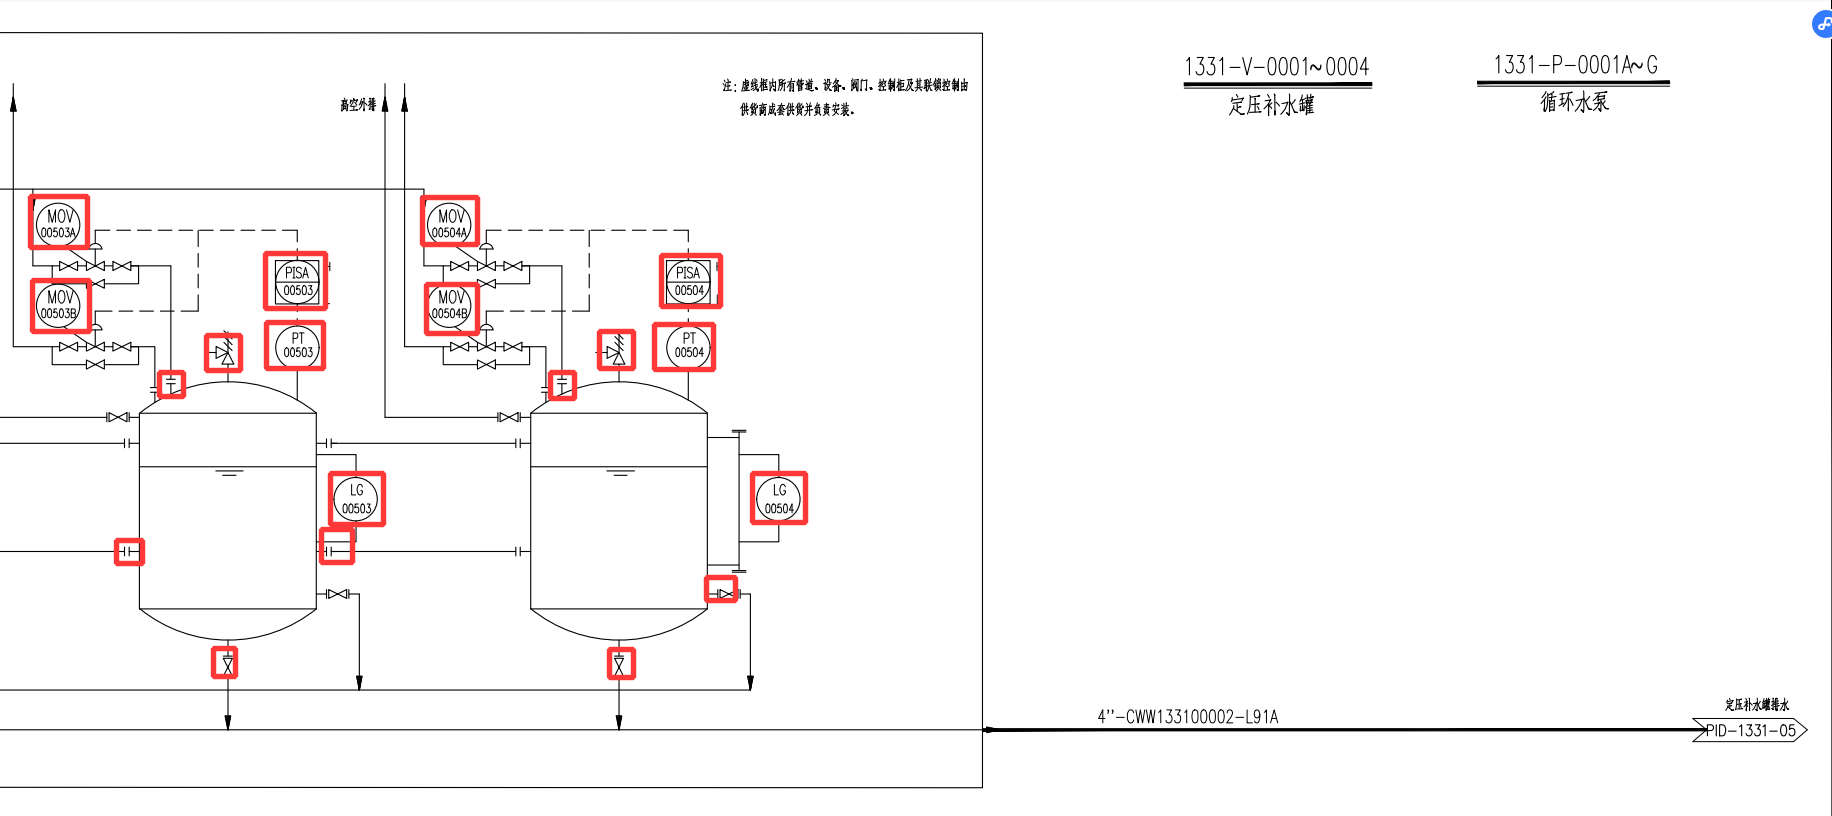 1331-V-0001~0004
1331-P-0001A~G
定压补水罐
循环水泵
注：虚线框内所有管道、设备、阀门、控制柜及其联锁控制由
供货商成套供货并负责安装。
高空外排
MOV
00503A
MOV
00504A
PISA
00503
PISA
00504
MOV
00503B
MOV
00504B
PT
00503
PT
00504
LG
00503
LG
00504
定压补水罐排水
4''-CWW133100002-L91A
PID-1331-05